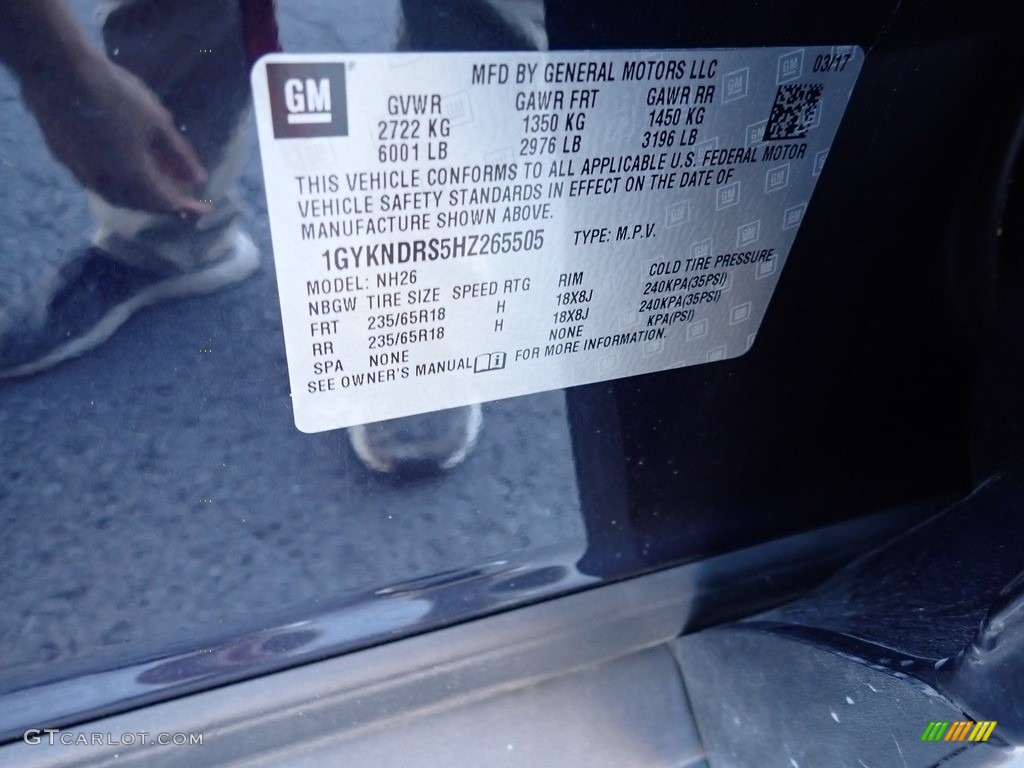 GM
MFD BY GENERAL MOTORS LLC 03/17
GVWR GAWR FRT GAWR RR
2722 KG 1350 KG 1450 KG
6001 LB 2976 LB 3196 LB
THIS VEHICLE CONFORMS TO ALL APPLICABLE U.S. FEDERAL MOTOR
VEHICLE SAFETY STANDARDS IN EFFECT ON THE DATE OF
MANUFACTURE SHOWN ABOVE.
1GYKNDRS5HZ265505 TYPE: M.P.V.
MODEL: NH26
NBGW TIRE SIZE SPEED RTG RIM COLD TIRE PRESSURE
FRT 235/65R18 H 18X8J 240KPA(35PSI)
RR 235/65R18 H 18X8J 240KPA(35PSI)
SPA NONE NONE KPA(PSI)
SEE OWNER'S MANUAL FOR MORE INFORMATION.
GTCARLOT.COM